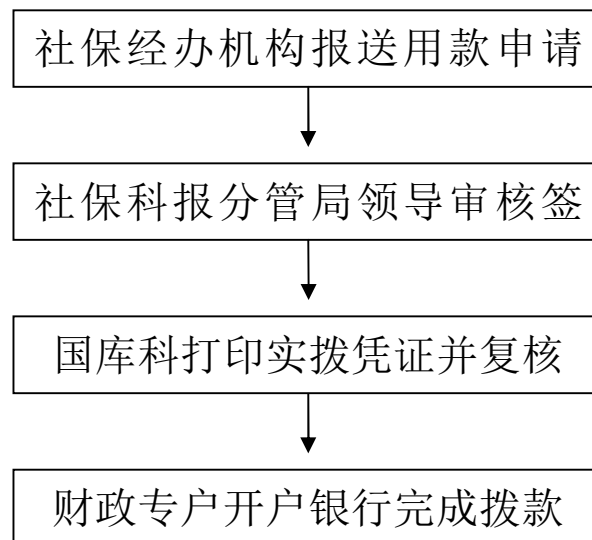 社保经办机构报送用款申请
社保科报分管局领导审核签
国库科打印实拨凭证并复核
财政专户开户银行完成拨款